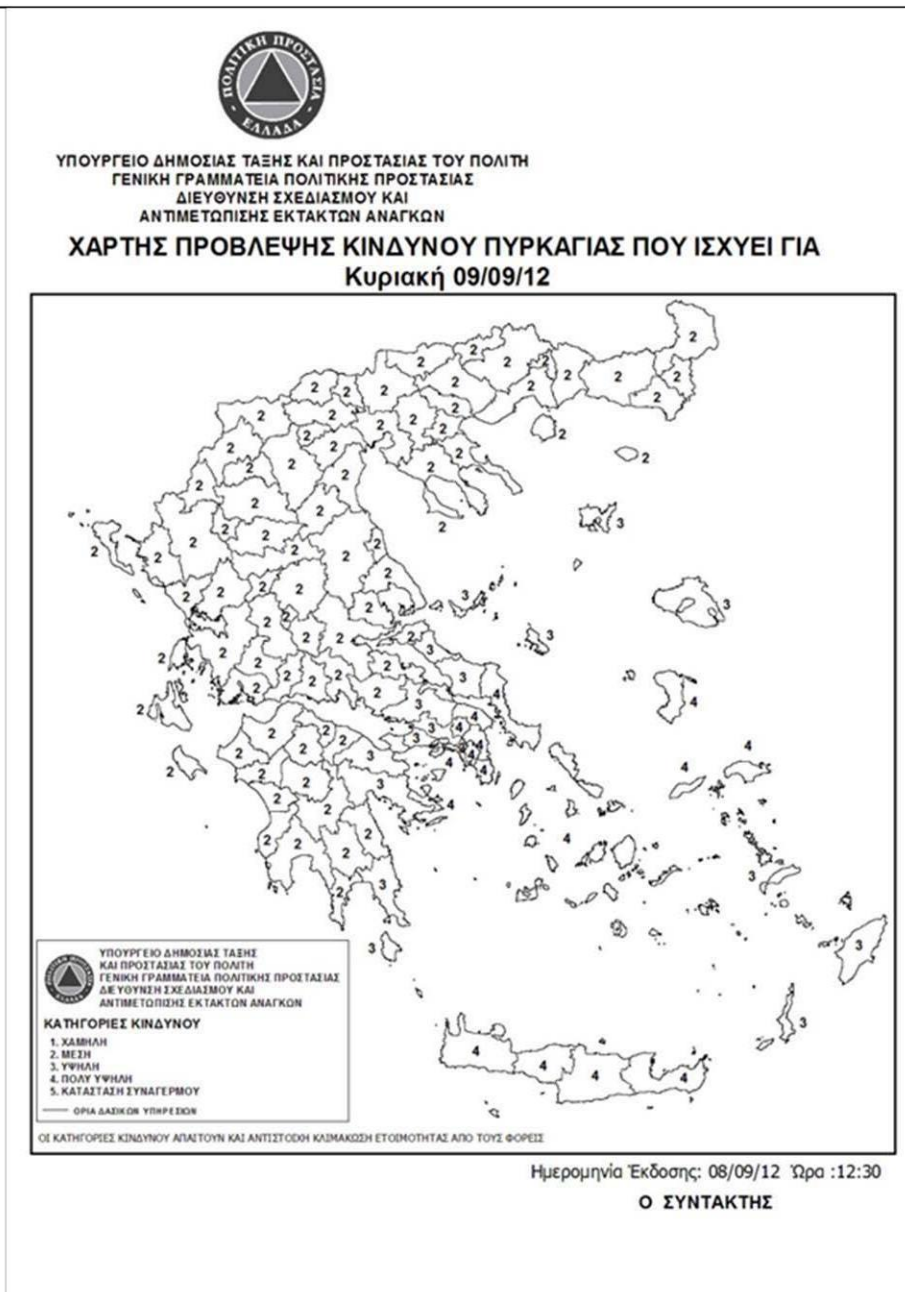 ΠΟΛΙΤΙΚΗ ΠΡΟΣΤΑΣΙΑ
ΕΛΛΑΔΑ
ΥΠΟΥΡΓΕΙΟ ΔΗΜΟΣΙΑΣ ΤΑΞΗΣ ΚΑΙ ΠΡΟΣΤΑΣΙΑΣ ΤΟΥ ΠΟΛΙΤΗ
ΓΕΝΙΚΗ ΓΡΑΜΜΑΤΕΙΑ ΠΟΛΙΤΙΚΗΣ ΠΡΟΣΤΑΣΙΑΣ
ΔΙΕΥΘΥΝΣΗ ΣΧΕΔΙΑΣΜΟΥ ΚΑΙ
ΑΝΤΙΜΕΤΩΠΙΣΗΣ ΕΚΤΑΚΤΩΝ ΑΝΑΓΚΩΝ
ΧΑΡΤΗΣ ΠΡΟΒΛΕΨΗΣ ΚΙΝΔΥΝΟΥ ΠΥΡΚΑΓΙΑΣ ΠΟΥ ΙΣΧΥΕΙ ΓΙΑ
Κυριακή 09/09/12
ΥΠΟΥΡΓΕΙΟ ΔΗΜΟΣΙΑΣ ΤΑΞΗΣ
ΚΑΙ ΠΡΟΣΤΑΣΙΑΣ ΤΟΥ ΠΟΛΙΤΗ
ΓΕΝΙΚΗ ΓΡΑΜΜΑΤΕΙΑ ΠΟΛΙΤΙΚΗΣ ΠΡΟΣΤΑΣΙΑΣ
ΔΙΕΥΘΥΝΣΗ ΣΧΕΔΙΑΣΜΟΥ ΚΑΙ
ΑΝΤΙΜΕΤΩΠΙΣΗΣ ΕΚΤΑΚΤΩΝ ΑΝΑΓΚΩΝ
ΚΑΤΗΓΟΡΙΕΣ ΚΙΝΔΥΝΟΥ
1. ΧΑΜΗΛΗ
2. ΜΕΣΗ
3. ΥΨΗΛΗ
4. ΠΟΛΥ ΥΨΗΛΗ
5. ΚΑΤΑΣΤΑΣΗ ΣΥΝΑΓΕΡΜΟΥ
ΟΡΙΑ ΔΑΣΙΚΩΝ ΥΠΗΡΕΣΙΩΝ
ΟΙ ΚΑΤΗΓΟΡΙΕΣ ΚΙΝΔΥΝΟΥ ΑΠΑΙΤΟΥΝ ΚΑΙ ΑΝΤΙΣΤΟΙΧΗ ΚΛΙΜΑΚΩΣΗ ΕΤΟΙΜΟΤΗΤΑΣ ΑΠΟ ΤΟΥΣ ΦΟΡΕΙΣ
Ημερομηνία Έκδοσης: 08/09/12 Ώρα :12:30
Ο ΣΥΝΤΑΚΤΗΣ